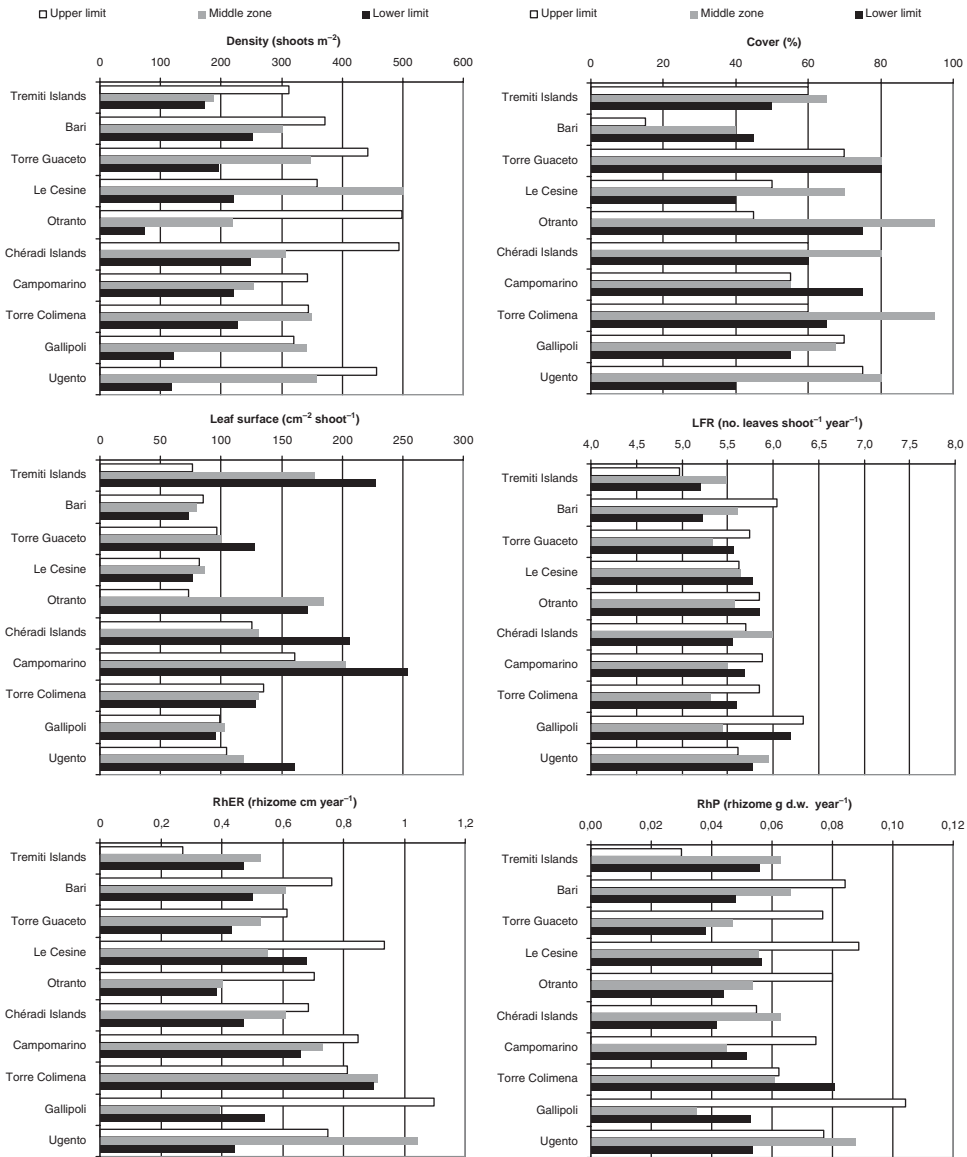 Upper limit Middle zone Lower limit
Density (shoots m⁻²)
0 100 200 300 400 500 600
Tremiti Islands
Bari
Torre Guaceto
Le Cesine
Otranto
Chéradi Islands
Campomarino
Torre Colimena
Gallipoli
Ugento
Upper limit Middle zone Lower limit
Cover (%)
0 20 40 60 80 100
Tremiti Islands
Bari
Torre Guaceto
Le Cesine
Otranto
Chéradi Islands
Campomarino
Torre Colimena
Gallipoli
Ugento
Leaf surface (cm⁻² shoot⁻¹)
0 50 100 150 200 250 300
Tremiti Islands
Bari
Torre Guaceto
Le Cesine
Otranto
Chéradi Islands
Campomarino
Torre Colimena
Gallipoli
Ugento
LFR (no. leaves shoot⁻¹ year⁻¹)
4,0 4,5 5,0 5,5 6,0 6,5 7,0 7,5 8,0
Tremiti Islands
Bari
Torre Guaceto
Le Cesine
Otranto
Chéradi Islands
Campomarino
Torre Colimena
Gallipoli
Ugento
RhER (rhizome cm year⁻¹)
0 0,2 0,4 0,6 0,8 1 1,2
Tremiti Islands
Bari
Torre Guaceto
Le Cesine
Otranto
Chéradi Islands
Campomarino
Torre Colimena
Gallipoli
Ugento
RhP (rhizome g d.w. year⁻¹)
0,00 0,02 0,04 0,06 0,08 0,10 0,12
Tremiti Islands
Bari
Torre Guaceto
Le Cesine
Otranto
Chéradi Islands
Campomarino
Torre Colimena
Gallipoli
Ugento